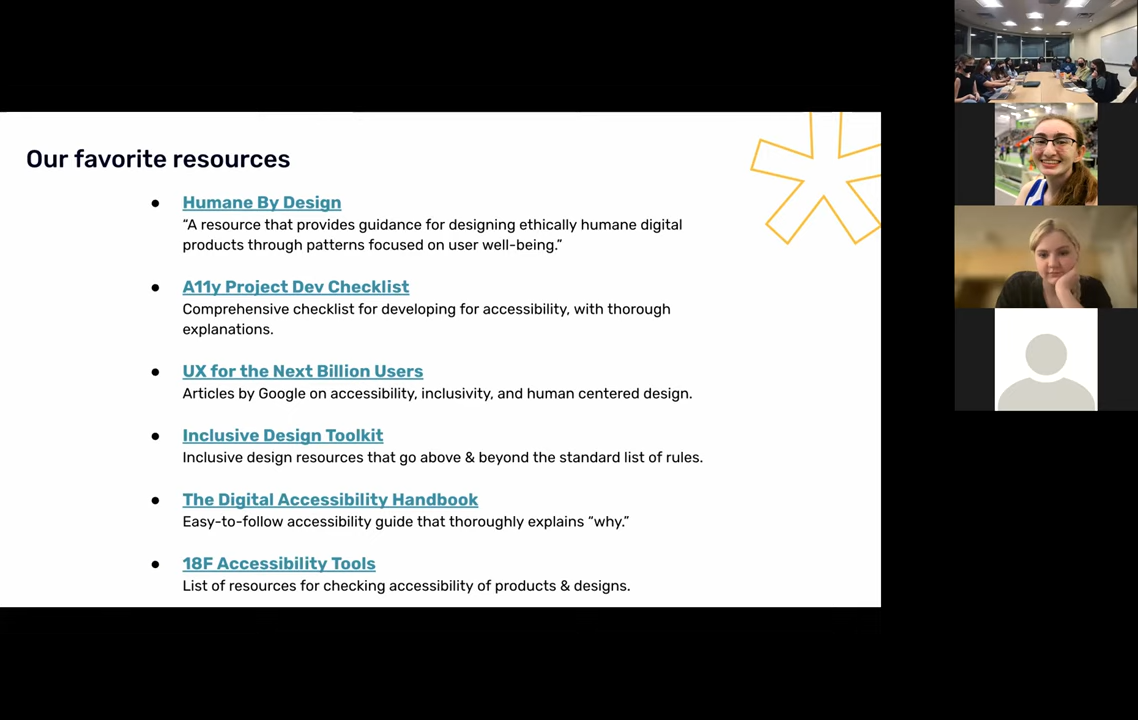 Our favorite resources
● Humane By Design
“A resource that provides guidance for designing ethically humane digital
products through patterns focused on user well-being.”
● A11y Project Dev Checklist
Comprehensive checklist for developing for accessibility, with thorough
explanations.
● UX for the Next Billion Users
Articles by Google on accessibility, inclusivity, and human centered design.
● Inclusive Design Toolkit
Inclusive design resources that go above & beyond the standard list of rules.
● The Digital Accessibility Handbook
Easy-to-follow accessibility guide that thoroughly explains “why.”
● 18F Accessibility Tools
List of resources for checking accessibility of products & designs.